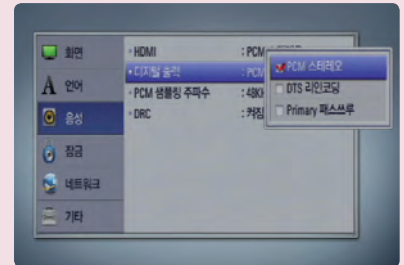 화면
언어
음성
잠금
네트워크
기타
HDMI : PCM
디지털 출력 : PCM
PCM 샘플링 주파수 : 48KH
DRC : 켜짐
PCM 스테레오
DTS 리인코딩
Primary 패스쓰루